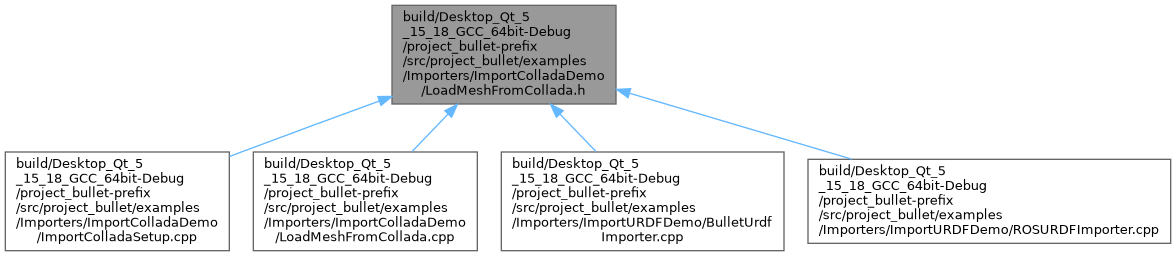 build/Desktop_Qt_5
_15_18_GCC_64bit-Debug
/project_bullet-prefix
/src/project_bullet/examples
/Importers/ImportColladaDemo
/LoadMeshFromCollada.h
build/Desktop_Qt_5
_15_18_GCC_64bit-Debug
/project_bullet-prefix
/src/project_bullet/examples
/Importers/ImportColladaDemo
/ImportColladaSetup.cpp
build/Desktop_Qt_5
_15_18_GCC_64bit-Debug
/project_bullet-prefix
/src/project_bullet/examples
/Importers/ImportColladaDemo
/LoadMeshFromCollada.cpp
build/Desktop_Qt_5
_15_18_GCC_64bit-Debug
/project_bullet-prefix
/src/project_bullet/examples
/Importers/ImportURDFDemo/BulletUrdf
Importer.cpp
build/Desktop_Qt_5
_15_18_GCC_64bit-Debug
/project_bullet-prefix
/src/project_bullet/examples
/Importers/ImportURDFDemo/ROSURDFImporter.cpp